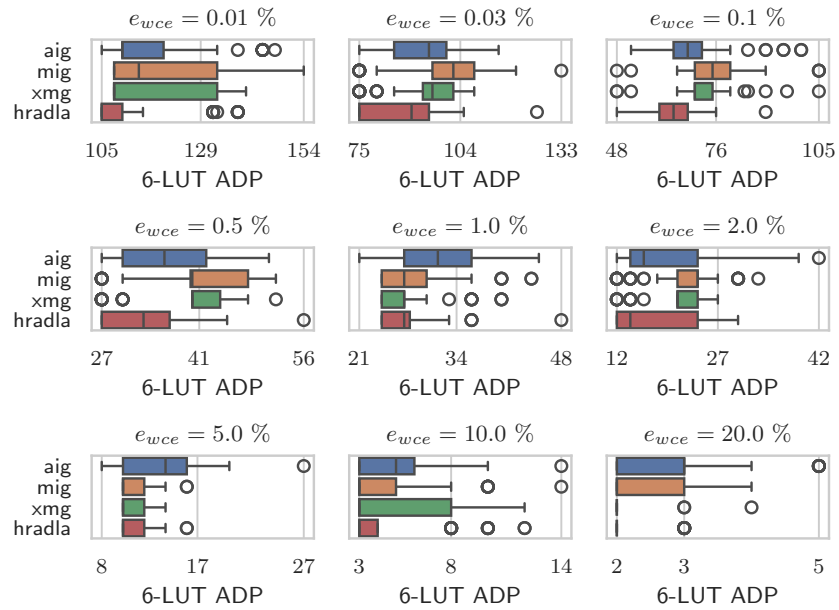 e_wce = 0.01 % e_wce = 0.03 % e_wce = 0.1 %
aig
mig
xmg
hradla
105 129 154 75 104 133 48 76 105
6-LUT ADP 6-LUT ADP 6-LUT ADP
e_wce = 0.5 % e_wce = 1.0 % e_wce = 2.0 %
aig
mig
xmg
hradla
27 41 56 21 34 48 12 27 42
6-LUT ADP 6-LUT ADP 6-LUT ADP
e_wce = 5.0 % e_wce = 10.0 % e_wce = 20.0 %
aig
mig
xmg
hradla
8 17 27 3 8 14 2 3 5
6-LUT ADP 6-LUT ADP 6-LUT ADP